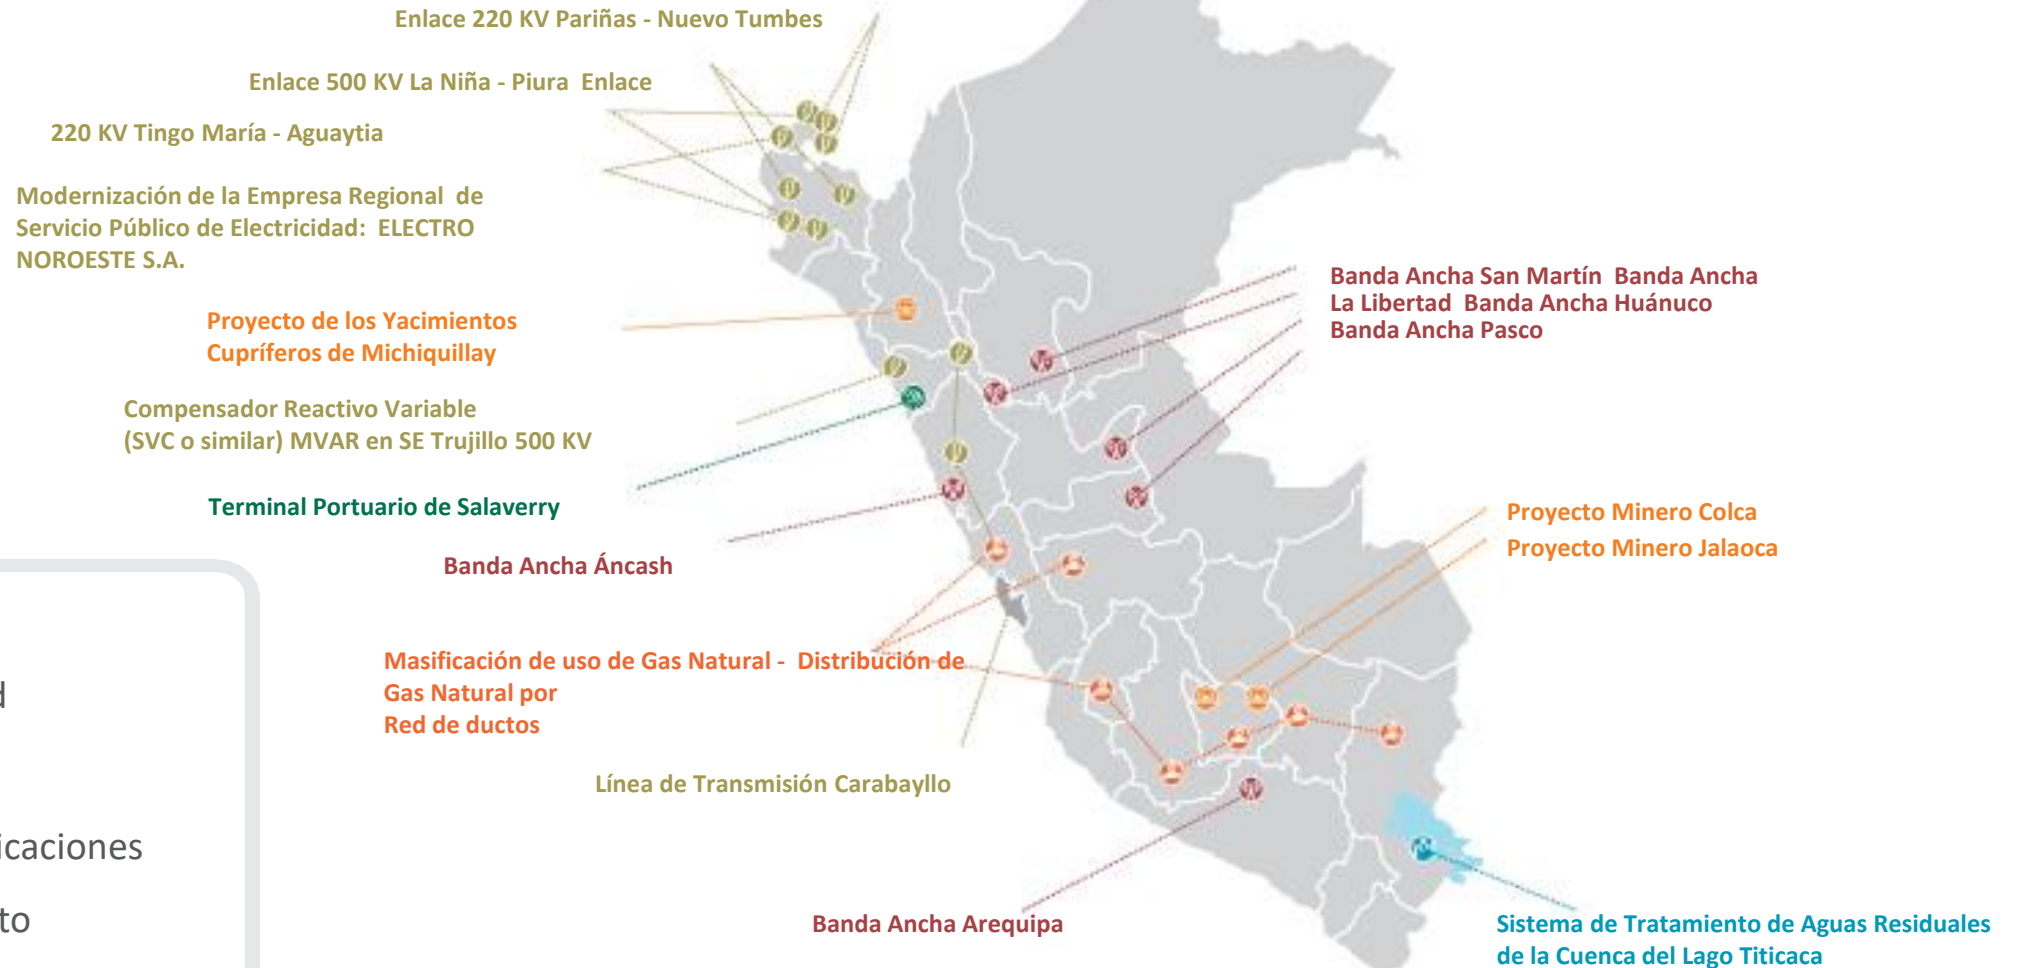 Enlace 220 KV Pariñas - Nuevo Tumbes
Enlace 500 KV La Niña - Piura Enlace
220 KV Tingo María - Aguaytia
Modernización de la Empresa Regional de
Servicio Público de Electricidad: ELECTRO
NOROESTE S.A.
Proyecto de los Yacimientos
Cupríferos de Michiquillay
Compensador Reactivo Variable
(SVC o similar) MVAR en SE Trujillo 500 KV
Terminal Portuario de Salaverry
Banda Ancha Áncash
Masificación de uso de Gas Natural - Distribución de
Gas Natural por
Red de ductos
Línea de Transmisión Carabayllo
Banda Ancha Arequipa
Banda Ancha San Martín Banda Ancha
La Libertad Banda Ancha Huánuco
Banda Ancha Pasco
Proyecto Minero Colca
Proyecto Minero Jalaoca
Sistema de Tratamiento de Aguas Residuales
de la Cuenca del Lago Titicaca
d
icaciones
to